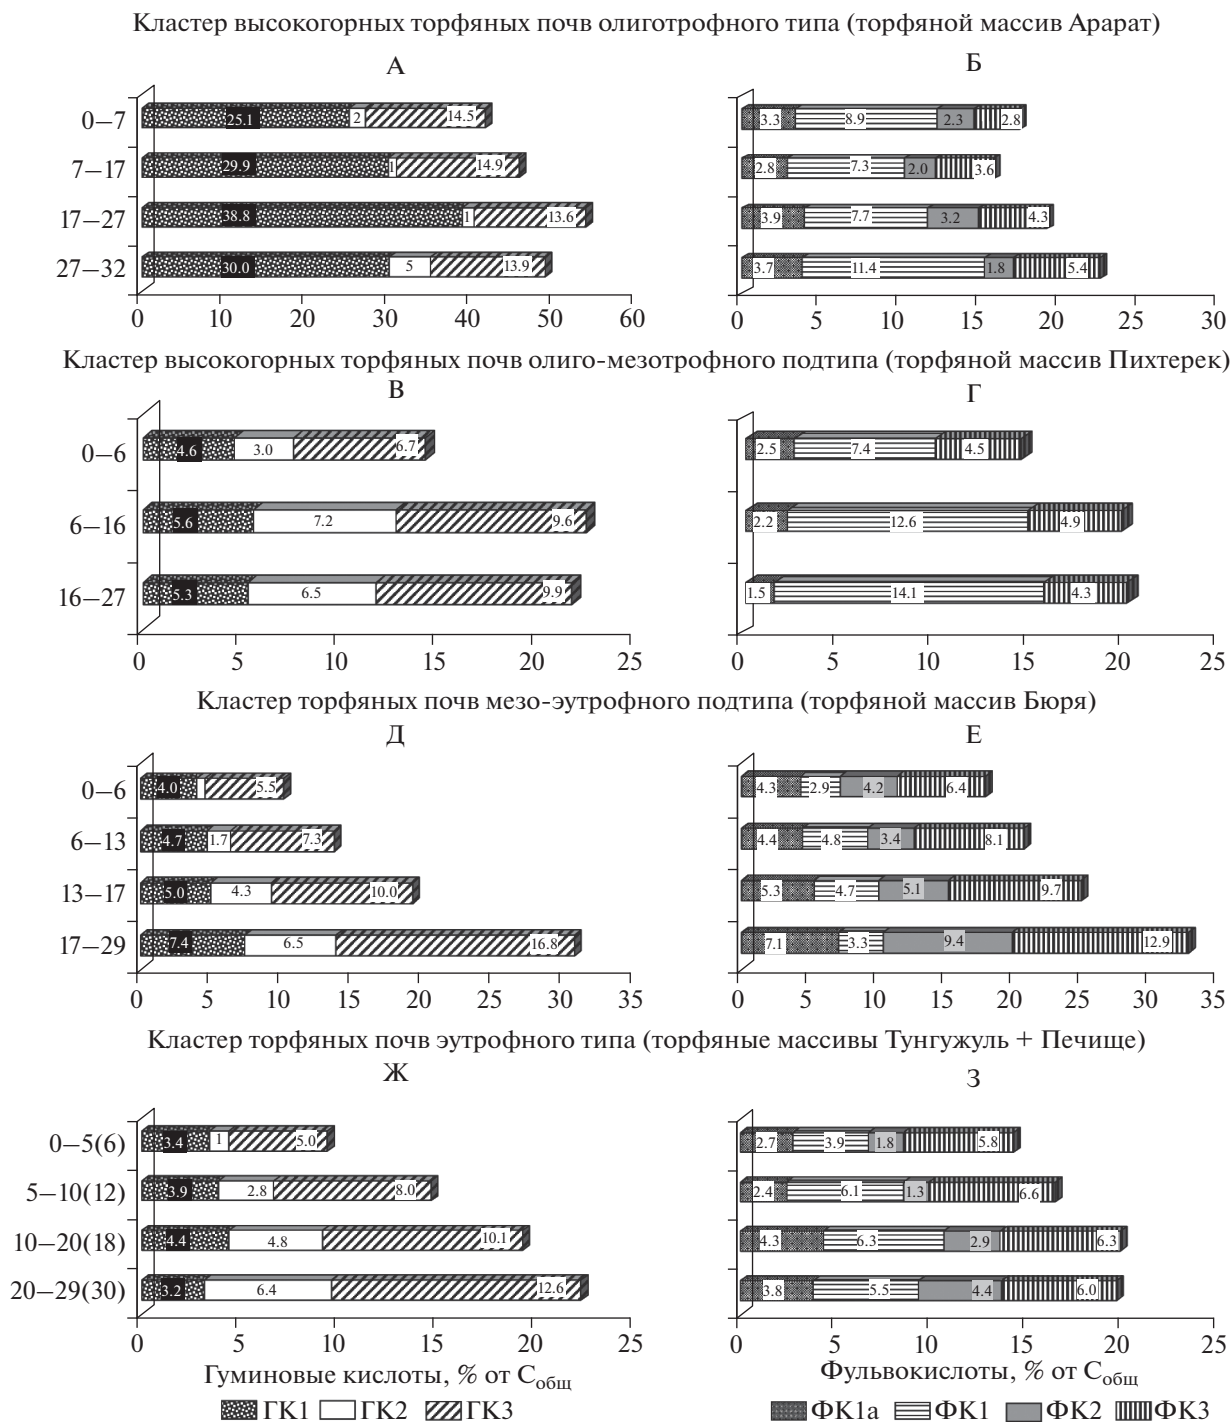 Кластер высокогорных торфяных почв олиготрофного типа (торфяной массив Арарат)
А Б
0–7 25.1 2 14.5 3.3 8.9 2.3 2.8
7–17 29.9 1 14.9 2.8 7.3 2.0 3.6
17–27 38.8 1 13.6 3.9 7.7 3.2 4.3
27–32 30.0 5 13.9 3.7 11.4 1.8 5.4
0 10 20 30 40 50 60 0 5 10 15 20 25 30
Кластер высокогорных торфяных почв олиго-мезотрофного подтипа (торфяной массив Пихтерек)
В Г
0–6 4.6 3.0 6.7 2.5 7.4 4.5
6–16 5.6 7.2 9.6 2.2 12.6 4.9
16–27 5.3 6.5 9.9 1.5 14.1 4.3
0 5 10 15 20 25 0 5 10 15 20 25
Кластер торфяных почв мезо-эутрофного подтипа (торфяной массив Бюря)
Д Е
0–6 4.0 5.5 4.3 2.9 4.2 6.4
6–13 4.7 1.7 7.3 4.4 4.8 3.4 8.1
13–17 5.0 4.3 10.0 5.3 4.7 5.1 9.7
17–29 7.4 6.5 16.8 7.1 3.3 9.4 12.9
0 5 10 15 20 25 30 35 0 5 10 15 20 25 30 35
Кластер торфяных почв эутрофного типа (торфяные массивы Тунгужуль + Печище)
Ж З
0–5(6) 3.4 1 5.0 2.7 3.9 1.8 5.8
5–10(12) 3.9 2.8 8.0 2.4 6.1 1.3 6.6
10–20(18) 4.4 4.8 10.1 4.3 6.3 2.9 6.3
20–29(30) 3.2 6.4 12.6 3.8 5.5 4.4 6.0
0 5 10 15 20 25 0 5 10 15 20 25
Гуминовые кислоты, % от Cобщ Фульвокислоты, % от Cобщ
ГК1 ГК2 ГК3 ФК1а ФК1 ФК2 ФК3